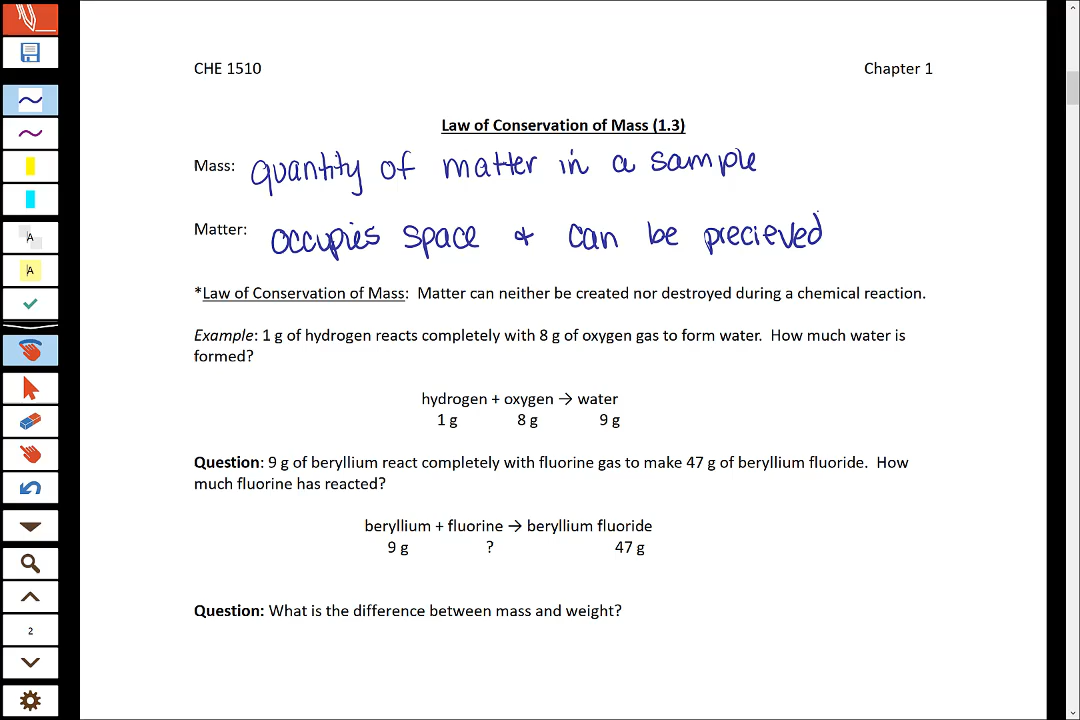 CHE 1510
Chapter 1
Law of Conservation of Mass (1.3)
Mass: quantity of matter in a sample
Matter: occupies space & can be precieved
*Law of Conservation of Mass: Matter can neither be created nor destroyed during a chemical reaction.
Example: 1 g of hydrogen reacts completely with 8 g of oxygen gas to form water. How much water is
formed?
hydrogen + oxygen → water
1 g 8 g 9 g
Question: 9 g of beryllium react completely with fluorine gas to make 47 g of beryllium fluoride. How
much fluorine has reacted?
beryllium + fluorine → beryllium fluoride
9 g ? 47 g
Question: What is the difference between mass and weight?
A
A
2